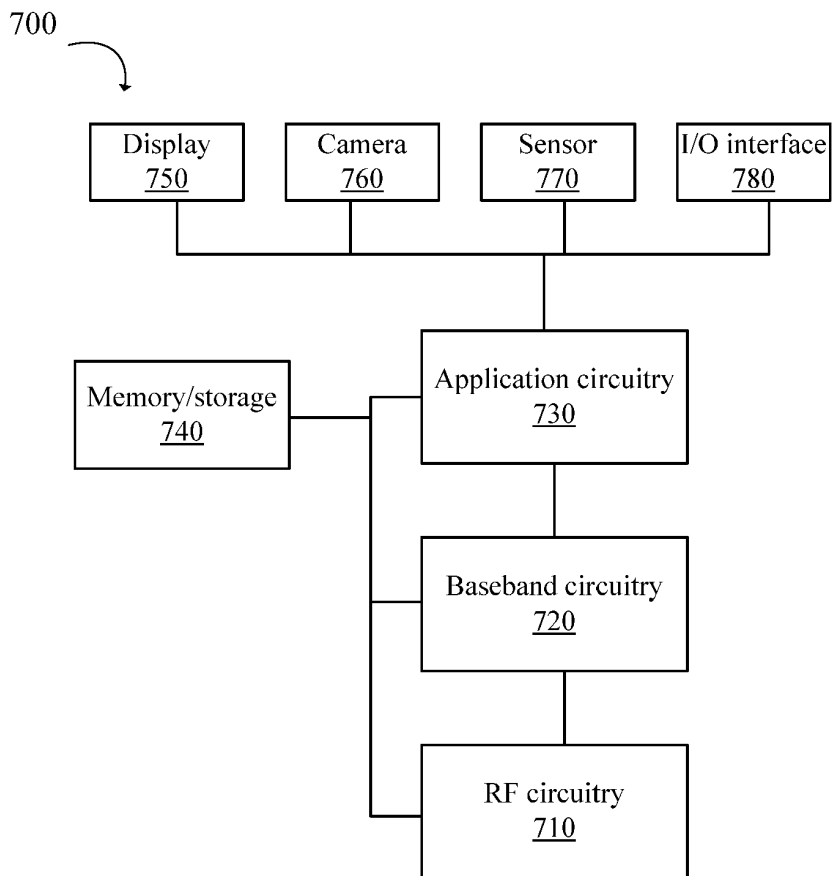 700
Display
750
Camera
760
Sensor
770
I/O interface
780
Memory/storage
740
Application circuitry
730
Baseband circuitry
720
RF circuitry
710